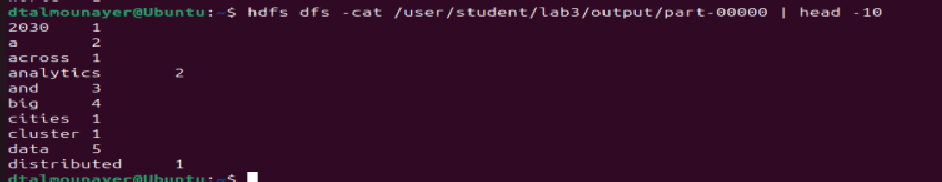 dtalmounayer@Ubuntu:~$ hdfs dfs -cat /user/student/lab3/output/part-00000 | head -10
2030	1
a	2
across	1
analytics	2
and	3
big	4
cities	1
cluster	1
data	5
distributed	1
dtalmounayer@Ubuntu:~$